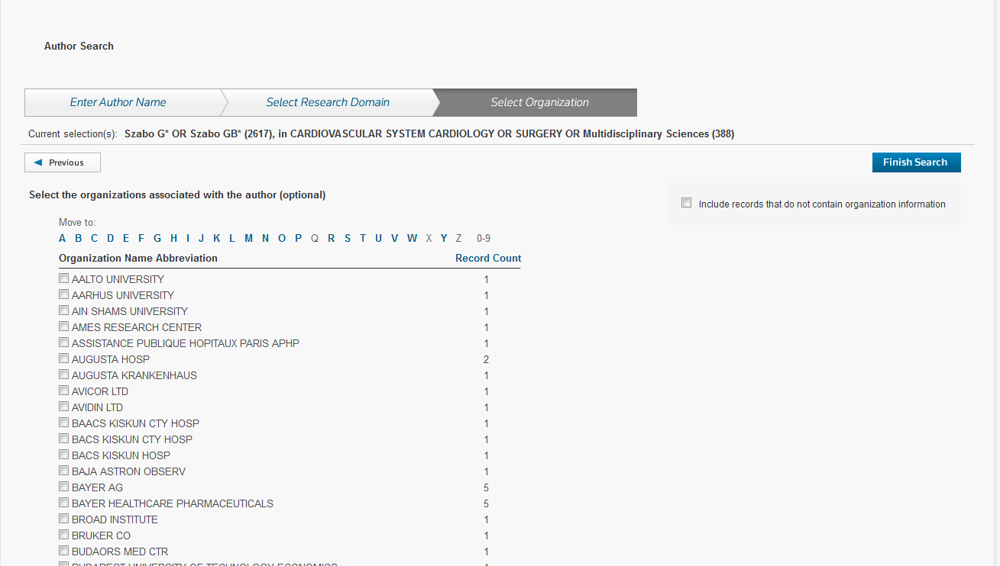 Author Search
Enter Author Name Select Research Domain Select Organization
Current selection(s): Szabo G* OR Szabo GB* (2617), in CARDIOVASCULAR SYSTEM CARDIOLOGY OR SURGERY OR Multidisciplinary Sciences (388)
Previous Finish Search
Select the organizations associated with the author (optional)
Include records that do not contain organization information
Move to:
A B C D E F G H I J K L M N O P Q R S T U V W X Y Z 0-9
Organization Name Abbreviation Record Count
AALTO UNIVERSITY 1
AARHUS UNIVERSITY 1
AIN SHAMS UNIVERSITY 1
AMES RESEARCH CENTER 1
ASSISTANCE PUBLIQUE HOPITAUX PARIS APHP 1
AUGUSTA HOSP 2
AUGUSTA KRANKENHAUS 1
AVICOR LTD 1
AVIDIN LTD 1
BAACS KISKUN CTY HOSP 1
BACS KISKUN CTY HOSP 1
BACS KISKUN HOSP 1
BAJA ASTRON OBSERV 1
BAYER AG 5
BAYER HEALTHCARE PHARMACEUTICALS 5
BROAD INSTITUTE 1
BRUKER CO 1
BUDAORS MED CTR 1
BUDAPEST UNIVERSITY OF TECHNOLOGY ECONOMICS